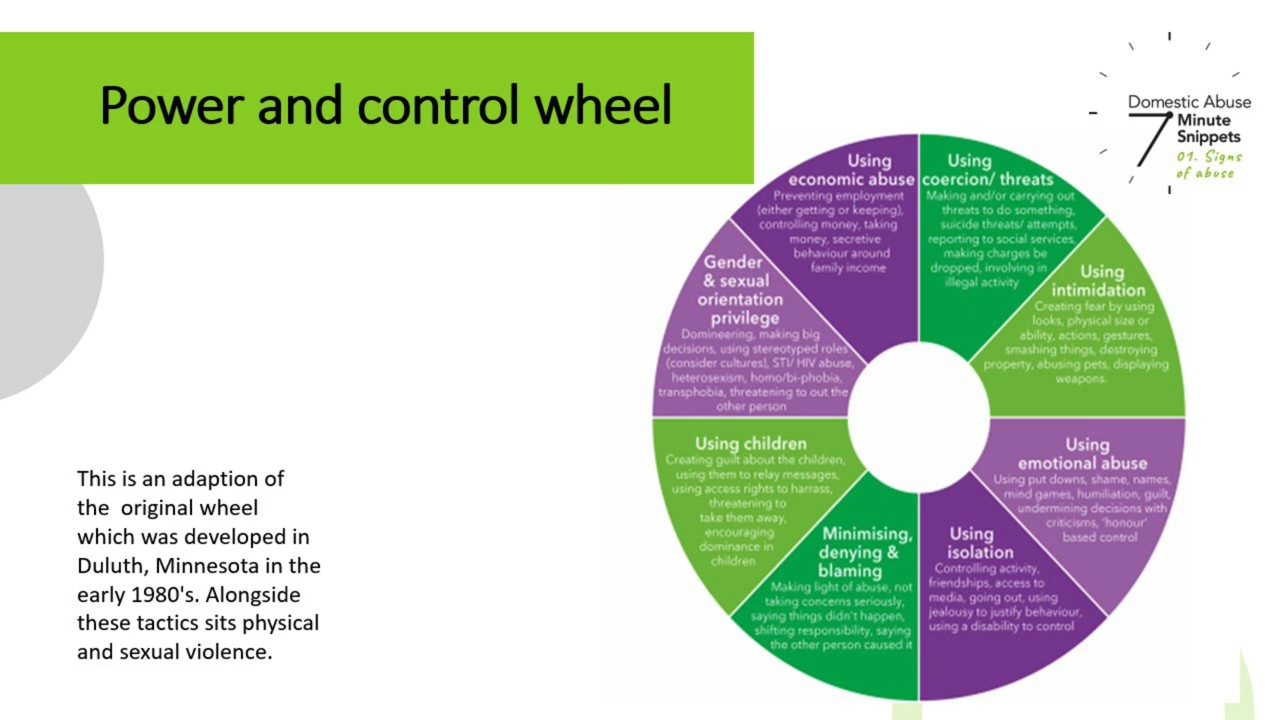 Power and control wheel
Domestic Abuse
7 Minute
Snippets
01. Signs
of abuse
Using
economic abuse
Preventing employment
(either getting or keeping),
controlling money, taking
money, secretive
behaviour around
family income
Using
coercion/ threats
Making and/or carrying out
threats to do something,
suicide threats/ attempts,
reporting to social services,
making charges be
dropped, involving in
illegal activity
Using
intimidation
Creating fear by using
looks, physical size or
ability, actions, gestures,
smashing things, destroying
property, abusing pets, displaying
weapons.
Using
emotional abuse
Using put downs, shame, names,
mind games, humiliation, guilt,
undermining decisions with
criticisms, 'honour'
based control
Using
isolation
Controlling activity,
friendships, access to
media, going out, using
jealousy to justify behaviour,
using a disability to control
Minimising,
denying &
blaming
Making light of abuse, not
taking concerns seriously,
saying things didn't happen,
shifting responsibility, saying
the other person caused it
Using children
Creating guilt about the children,
using them to relay messages,
using access rights to harrass,
threatening to
take them away,
encouraging
dominance in
children
Gender
& sexual
orientation
privilege
Domineering, making big
decisions, using stereotyped roles
(consider cultures), STI/ HIV abuse,
heterosexism, homo/bi-phobia,
transphobia, threatening to out the
other person
This is an adaption of
the  original wheel
which was developed in
Duluth, Minnesota in the
early 1980's. Alongside
these tactics sits physical
and sexual violence.